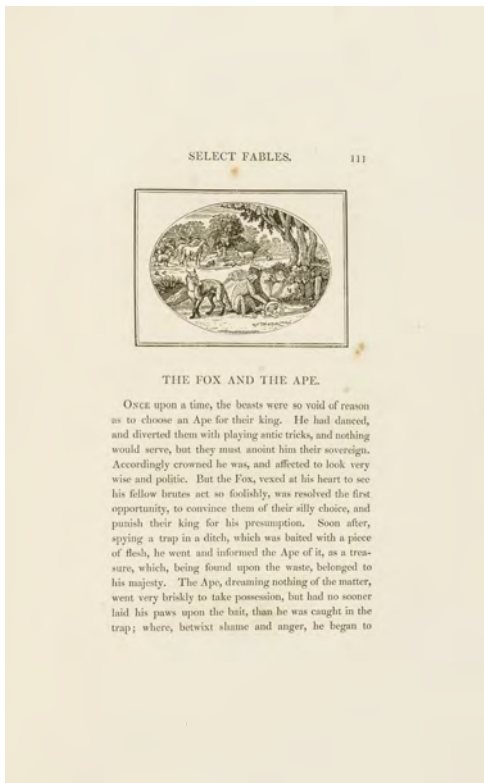 SELECT FABLES. 111
THE FOX AND THE APE.
ONCE upon a time, the beasts were so void of reason
as to choose an Ape for their king. He had danced,
and diverted them with playing antic tricks, and nothing
would serve, but they must anoint him their sovereign.
Accordingly crowned he was, and affected to look very
wise and politic. But the Fox, vexed at his heart to see
his fellow brutes act so foolishly, was resolved the first
opportunity, to convince them of their silly choice, and
punish their king for his presumption. Soon after,
spying a trap in a ditch, which was baited with a piece
of flesh, he went and informed the Ape of it, as a trea-
sure, which, being found upon the waste, belonged to
his majesty. The Ape, dreaming nothing of the matter,
went very briskly to take possession, but had no sooner
laid his paws upon the bait, than he was caught in the
trap; where, betwixt shame and anger, he began to